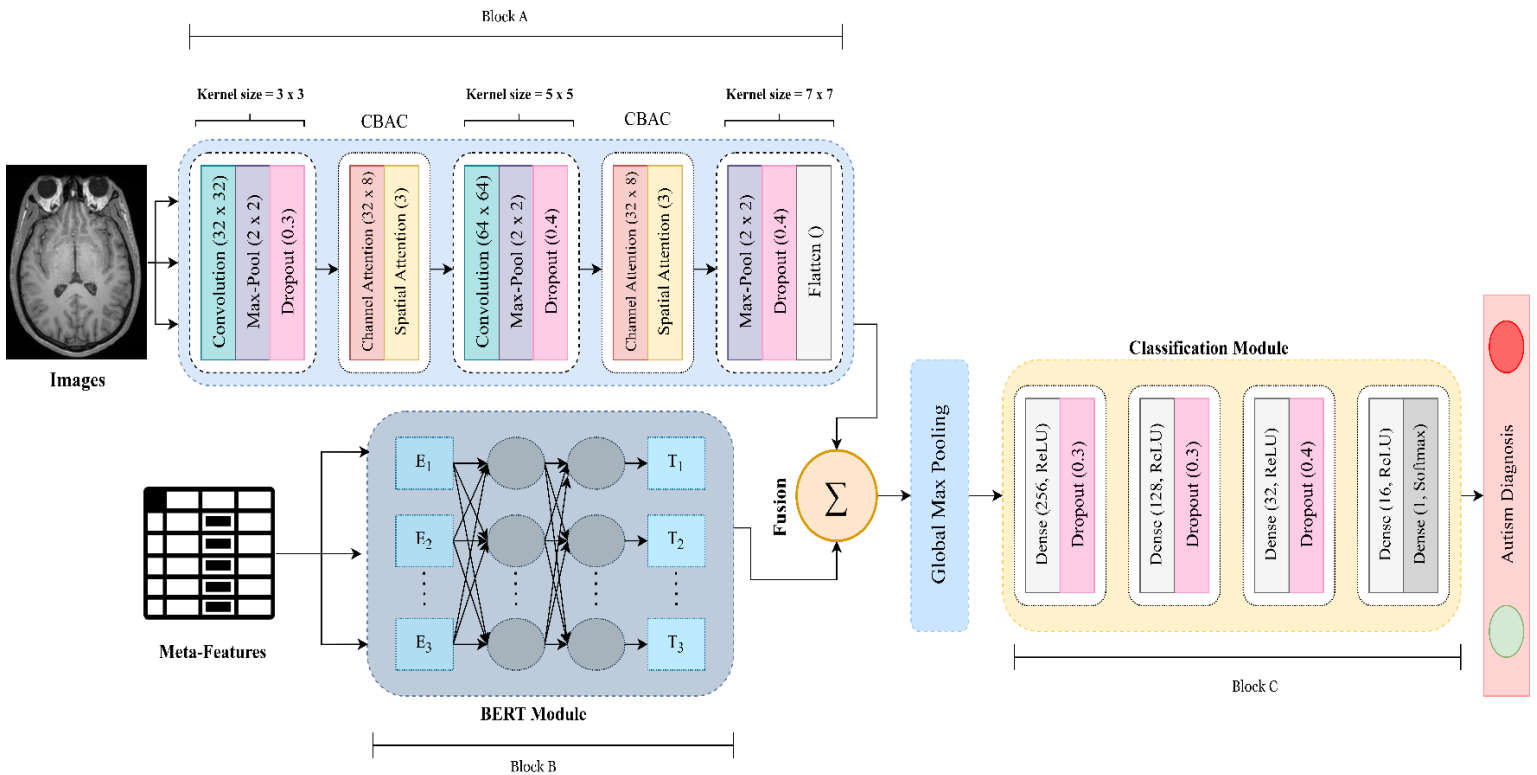 Block A
Kernel size = 3 x 3
CBAC
Kernel size = 5 x 5
CBAC
Kernel size = 7 x 7
Convolution (32 x 32)
Max-Pool (2 x 2)
Dropout (0.3)
Channel Attention (32 x 8)
Spatial Attention (3)
Convolution (64 x 64)
Max-Pool (2 x 2)
Dropout (0.4)
Channel Attention (32 x 8)
Spatial Attention (3)
Max-Pool (2 x 2)
Dropout (0.4)
Flatten ()
Images
E1
E2
E3
T1
T2
T3
Meta-Features
BERT Module
Block B
Fusion
Σ
Global Max Pooling
Classification Module
Dense (256, ReLU)
Dropout (0.3)
Dense (128, ReLU)
Dropout (0.3)
Dense (32, ReLU)
Dropout (0.4)
Dense (16, ReLU)
Dense (1, Softmax)
Block C
Autism Diagnosis